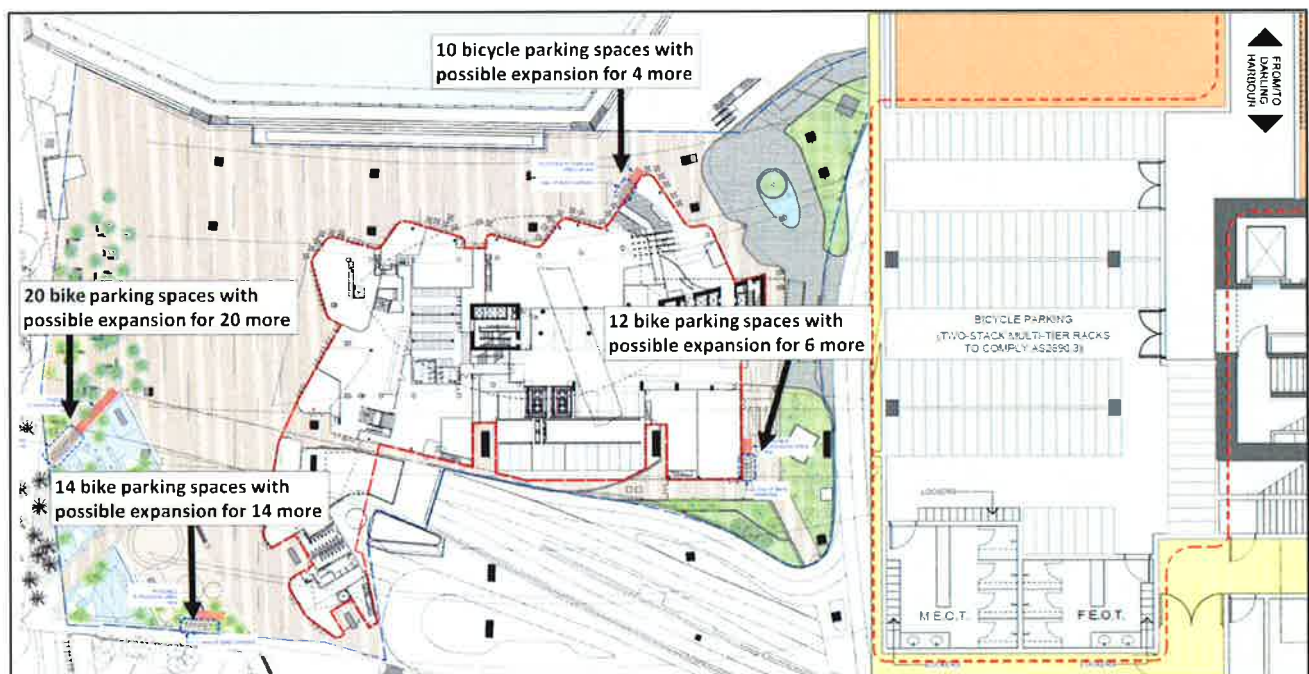 10 bicycle parking spaces with
possible expansion for 4 more
FROM/TO
DARLING
HARBOUR
20 bike parking spaces with
possible expansion for 20 more
12 bike parking spaces with
possible expansion for 6 more
BICYCLE PARKING
(TWO-STACK MULTI-TIER RACKS
TO COMPLY AS2890.3)
14 bike parking spaces with
possible expansion for 14 more
LOCKERS
M.E.O.T.
F.E.O.T.
LOCKERS
LOCKERS